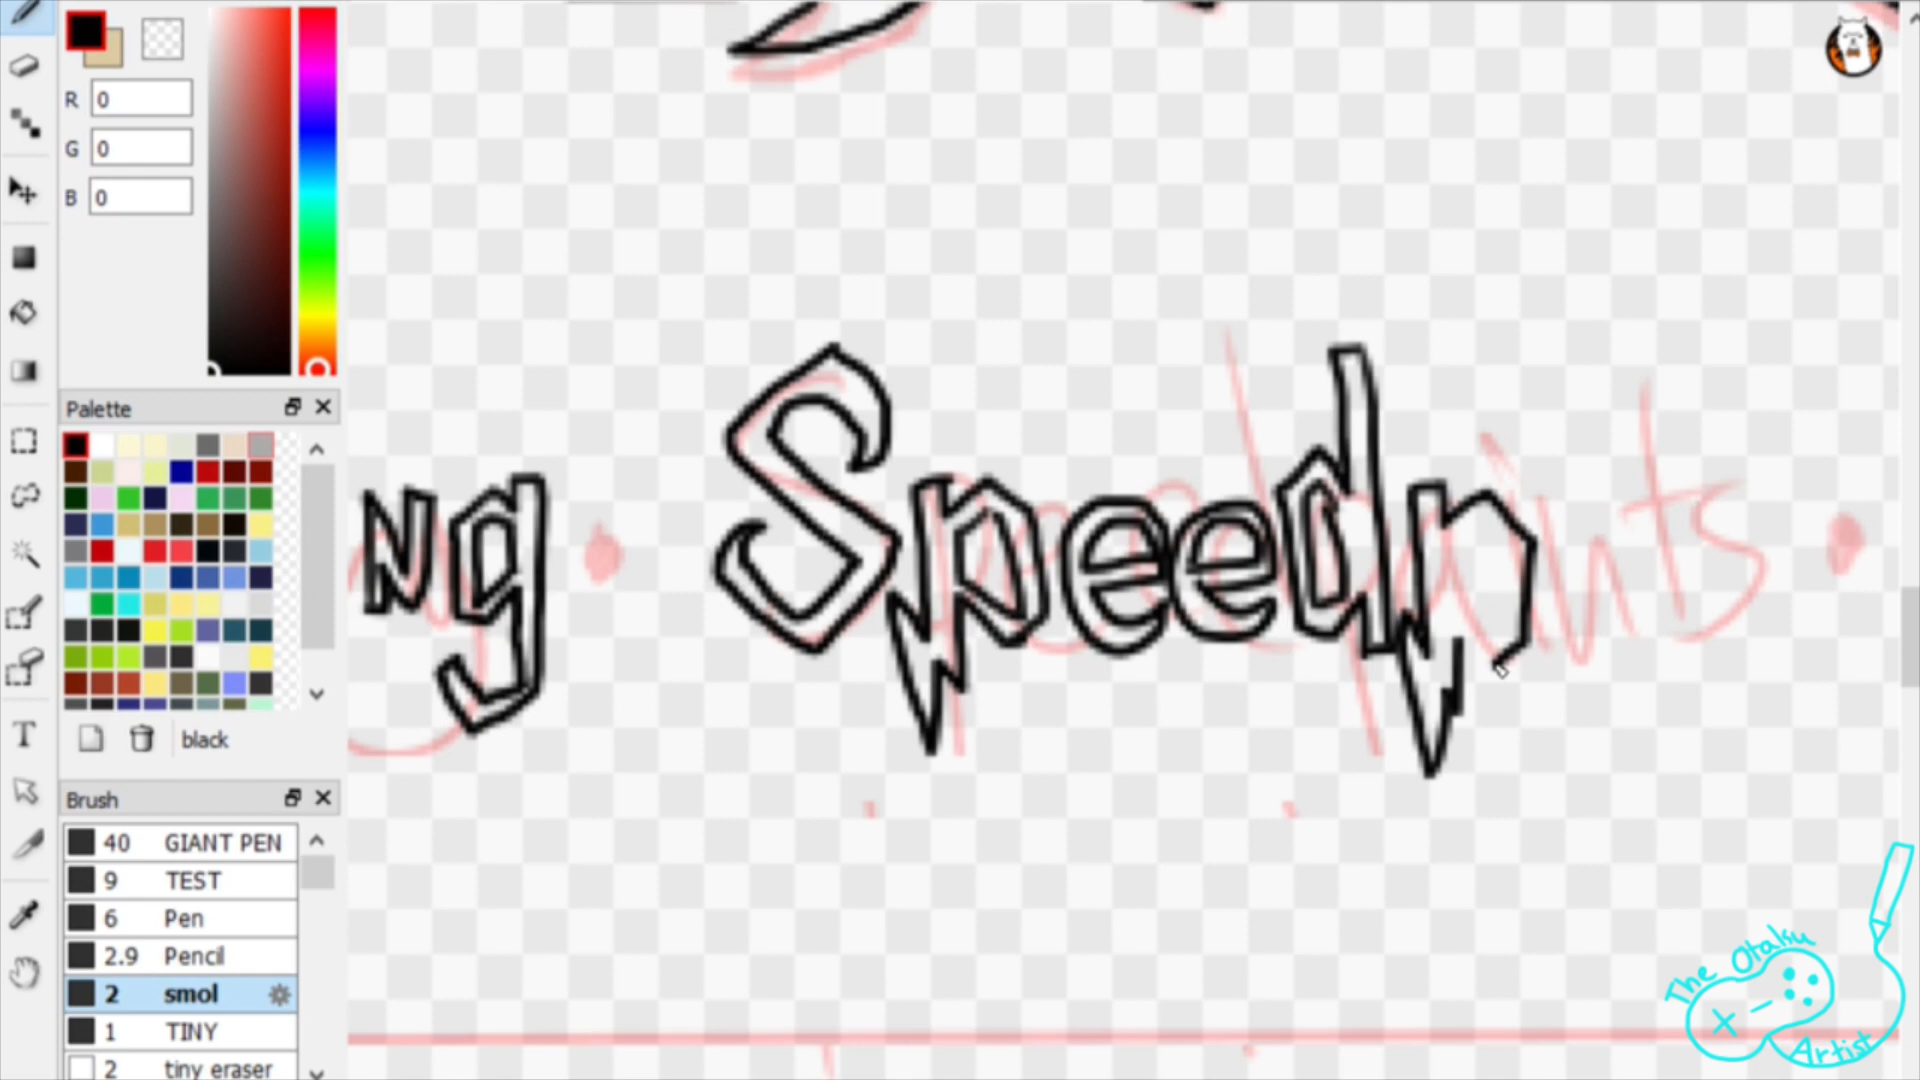 R 0
G 0
B 0
Palette
black
Brush
40 GIANT PEN
9 TEST
6 Pen
2.9 Pencil
2 smol
1 TINY
2 tiny eraser
T
ng Speedp
Speedpaints
The Otaku
Artist